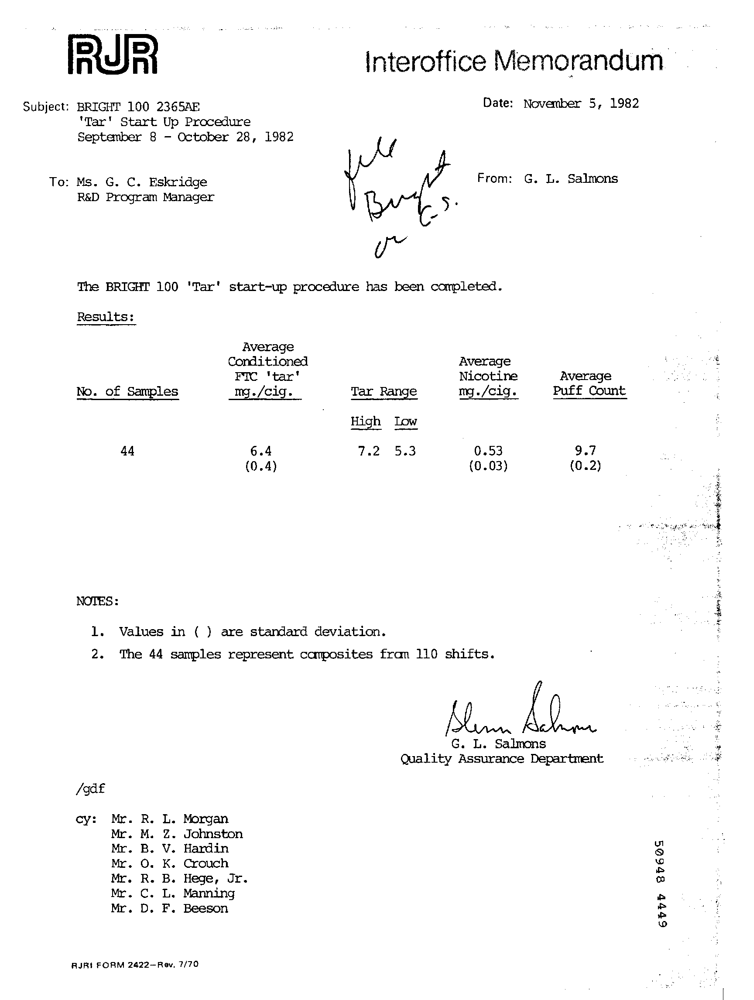 RJR
Interoffice Memorandum
Subject: BRIGHT 100 2365AE
'Tar' Start Up Procedure
September 8 - October 28, 1982
Date: November 5, 1982
To: Ms. G. C. Eskridge
R&D Program Manager
From: G. L. Salmons
file
Bright
or
The BRIGHT 100 'Tar' start-up procedure has been completed.
Results:
No. of Samples Average Conditioned FTC 'tar' mg./cig. Tar Range Average Nicotine mg./cig. Average Puff Count
High Low
44 6.4 7.2 5.3 0.53 9.7
(0.4) (0.03) (0.2)
NOTES:
1. Values in ( ) are standard deviation.
2. The 44 samples represent composites from 110 shifts.
Glenn Salmons
G. L. Salmons
Quality Assurance Department
/gdf
cy: Mr. R. L. Morgan
Mr. M. Z. Johnston
Mr. B. V. Hardin
Mr. O. K. Crouch
Mr. R. B. Hege, Jr.
Mr. C. L. Manning
Mr. D. F. Beeson
50948 4449
RJRI FORM 2422-Rev. 7/70